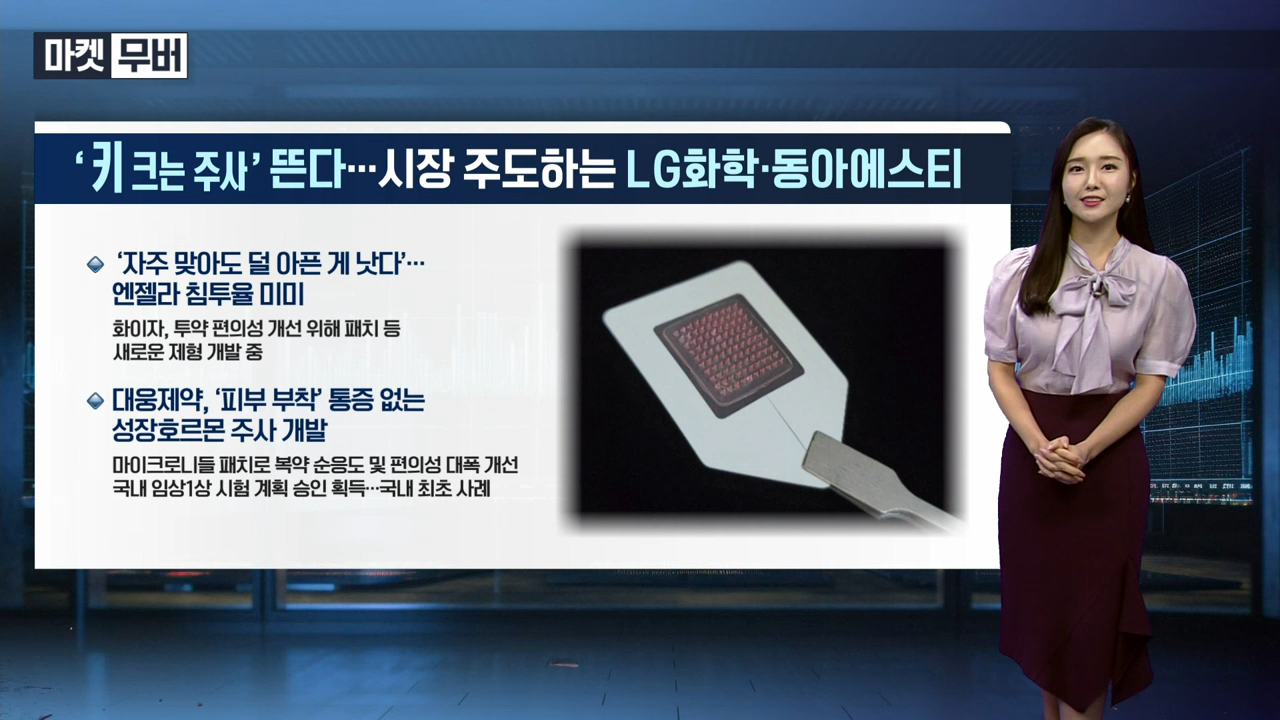 마켓무버
‘키 크는 주사’ 뜬다…시장 주도하는 LG화학·동아에스티
‘자주 맞아도 덜 아픈 게 낫다’…
엔젤라 침투율 미미
화이자, 투약 편의성 개선 위해 패치 등
새로운 제형 개발 중
대웅제약, ‘피부 부착’ 통증 없는
성장호르몬 주사 개발
마이크로니들 패치로 복약 순응도 및 편의성 대폭 개선
국내 임상1상 시험 계획 승인 획득…국내 최초 사례